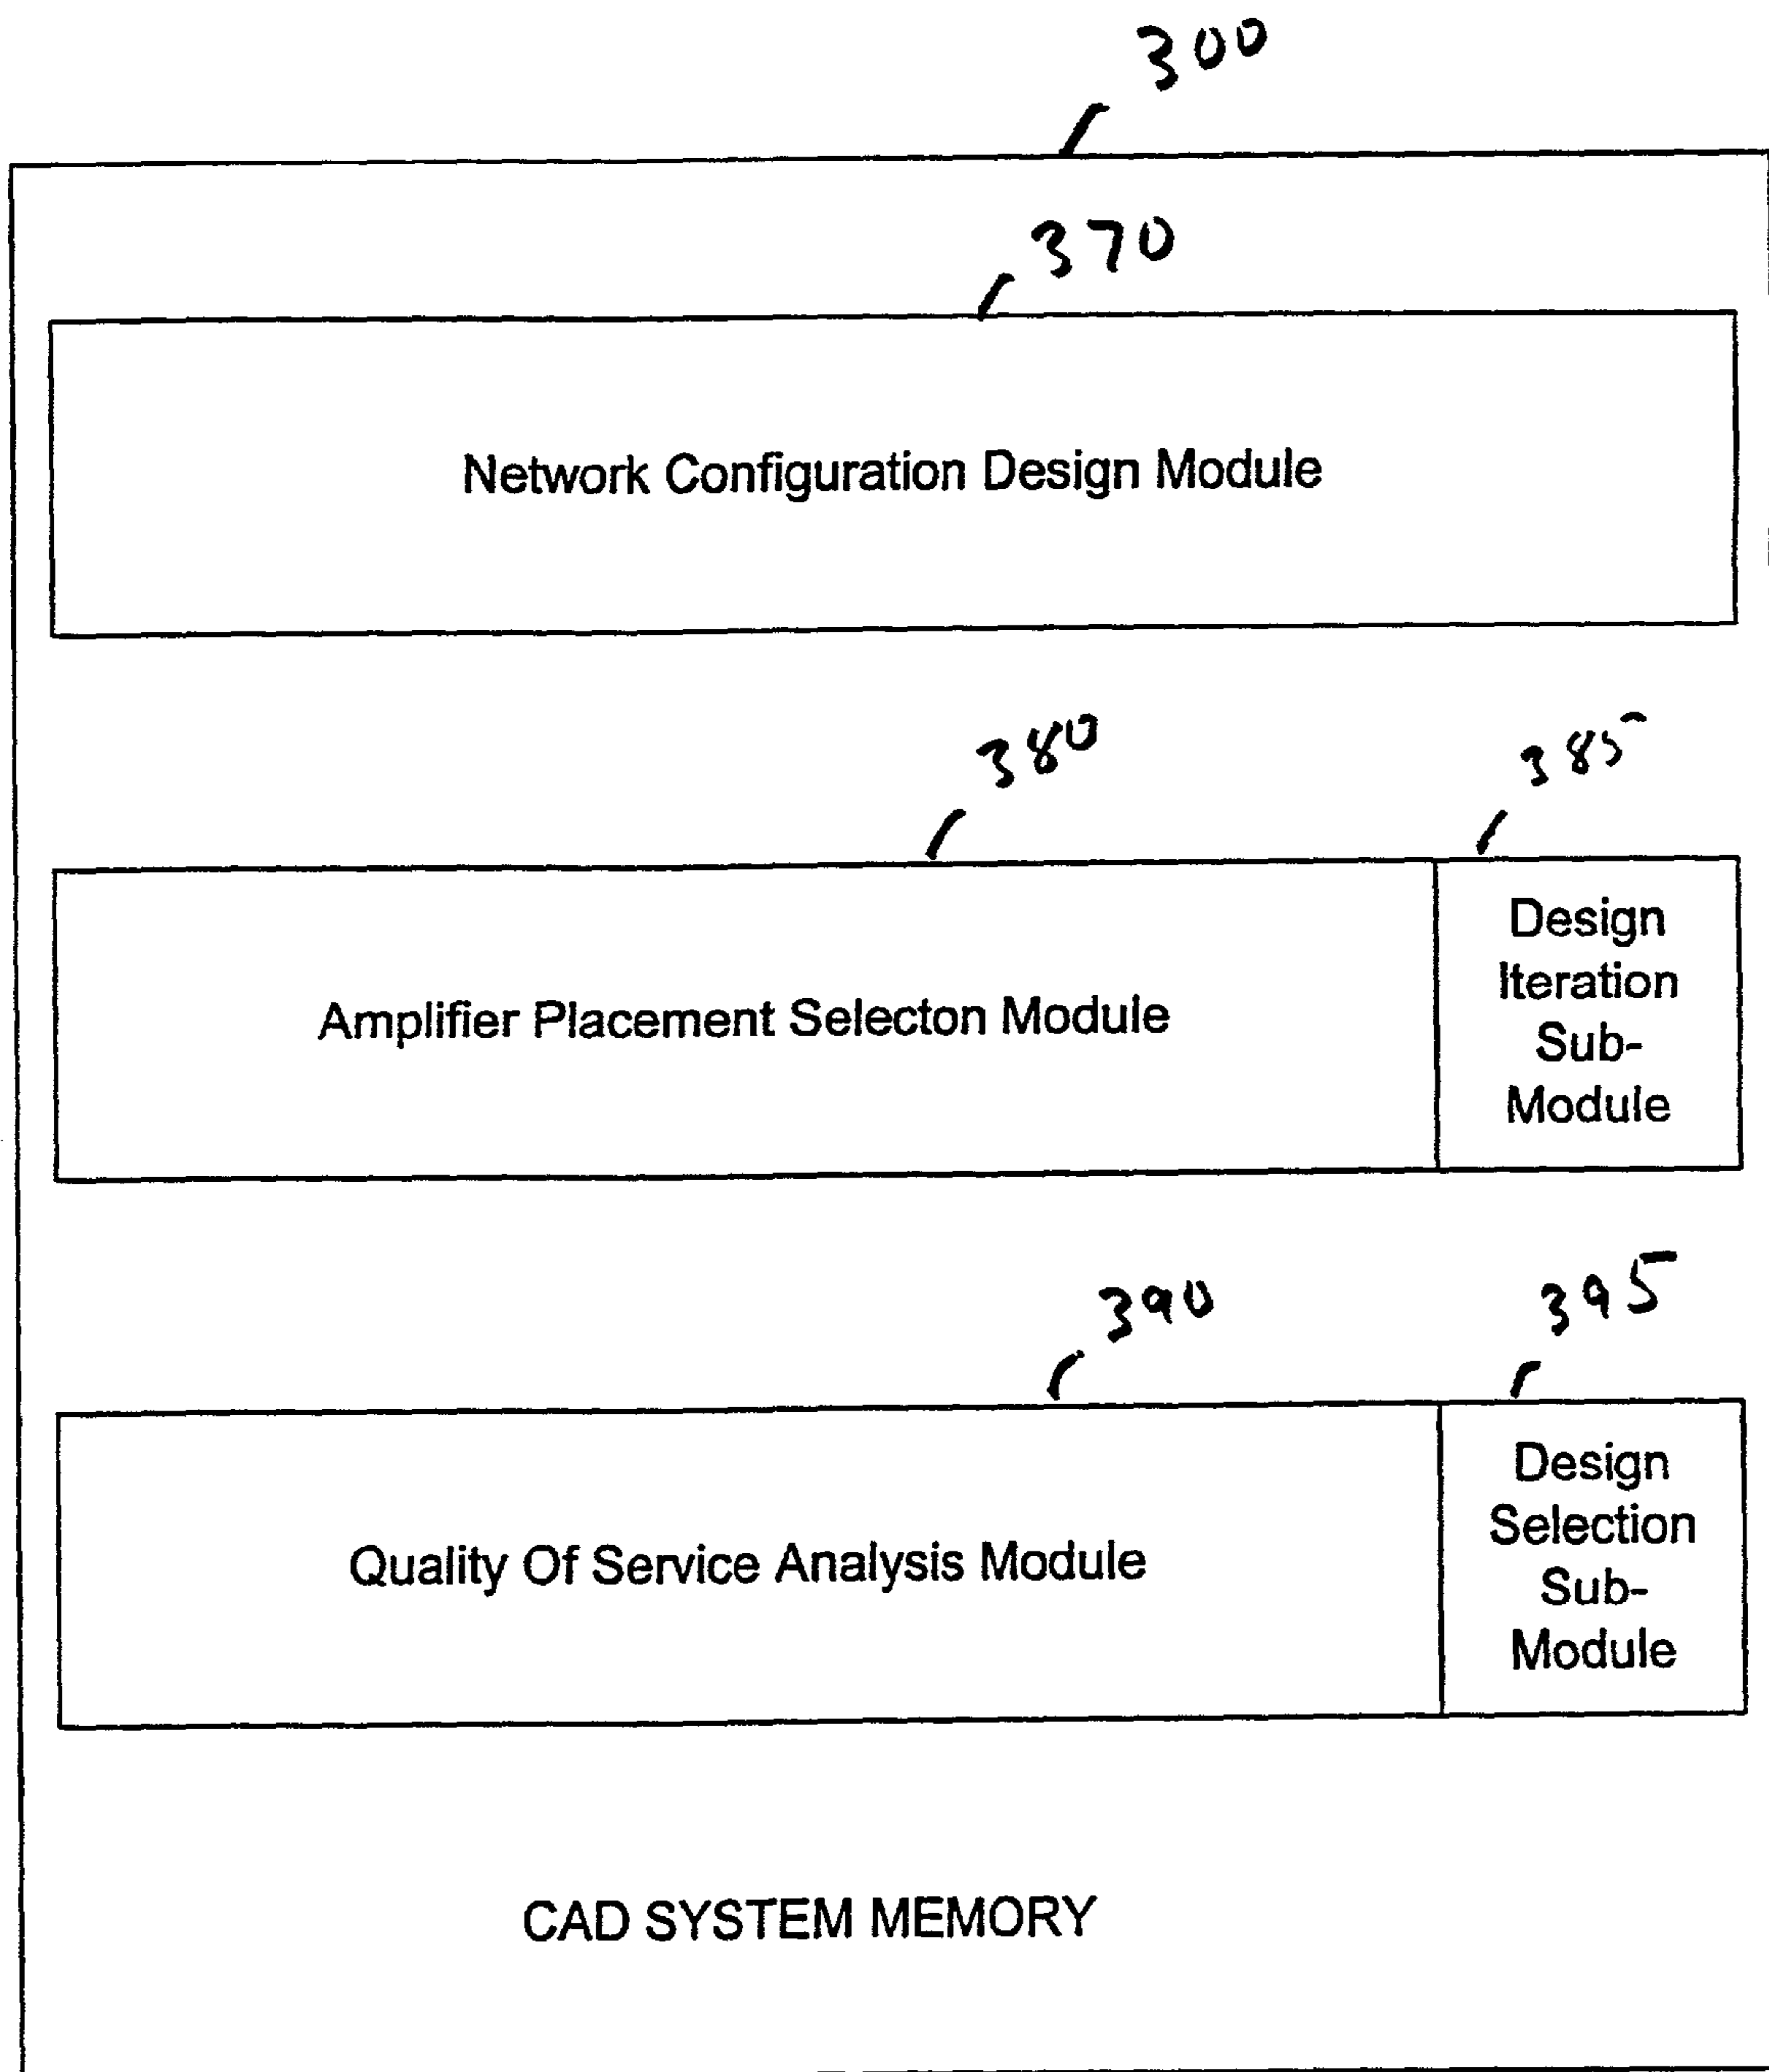 300
370
Network Configuration Design Module
380
385
Amplifier Placement Selecton Module
Design
Iteration
Sub-
Module
390
395
Quality Of Service Analysis Module
Design
Selection
Sub-
Module
CAD SYSTEM MEMORY